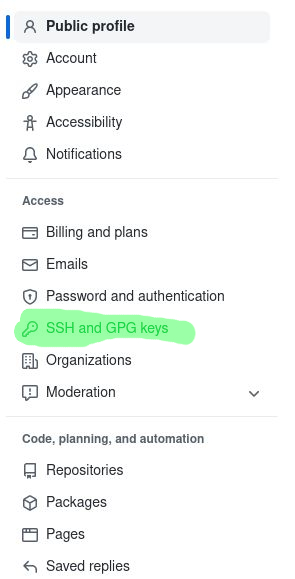 Public profile
Account
Appearance
Accessibility
Notifications
Access
Billing and plans
Emails
Password and authentication
SSH and GPG keys
Organizations
Moderation
Code, planning, and automation
Repositories
Packages
Pages
Saved replies